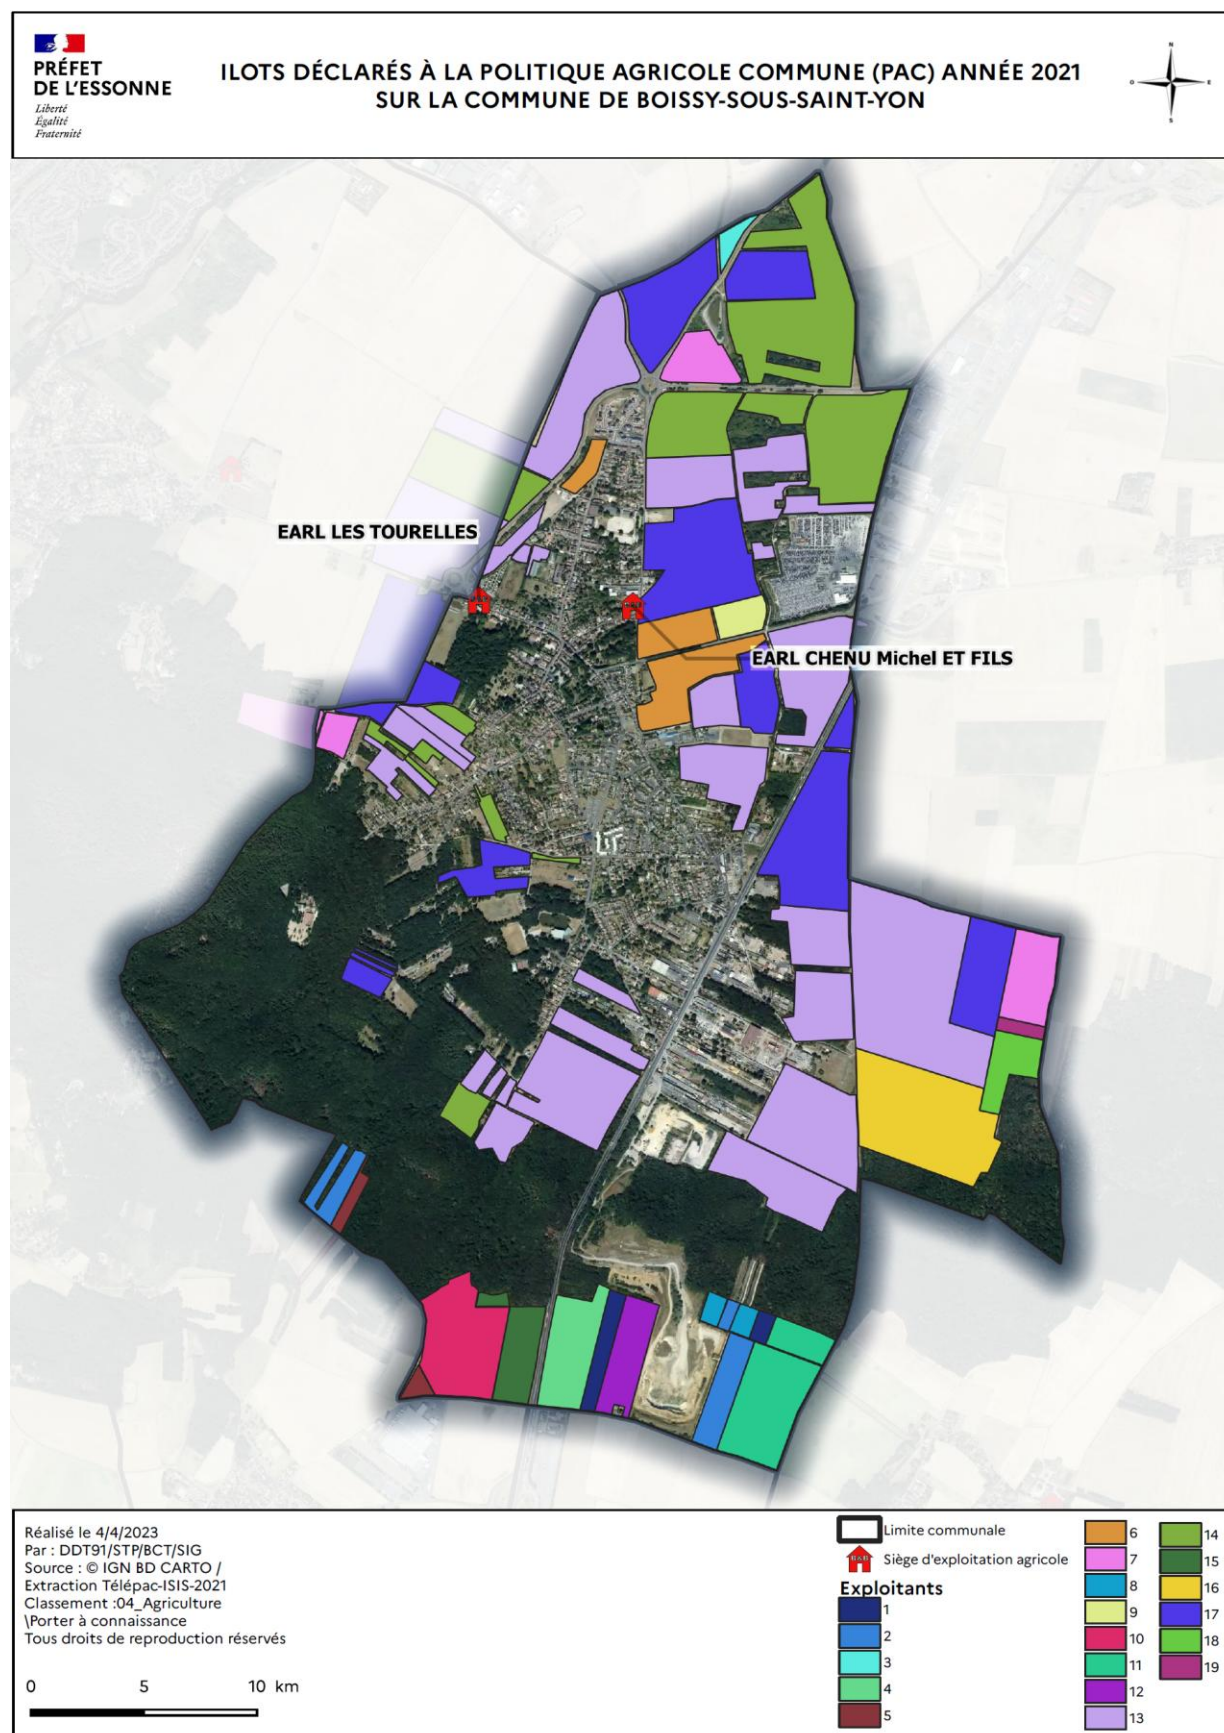 PRÉFET
DE L'ESSONNE
Liberté
Égalité
Fraternité
ILOTS DÉCLARÉS À LA POLITIQUE AGRICOLE COMMUNE (PAC) ANNÉE 2021
SUR LA COMMUNE DE BOISSY-SOUS-SAINT-YON
N
O
E
S
EARL LES TOURELLES
EARL CHENU Michel ET FILS
Réalisé le 4/4/2023
Par : DDT91/STP/BCT/SIG
Source : © IGN BD CARTO /
Extraction Télépac-ISIS-2021
Classement :04_Agriculture
\Porter à connaissance
Tous droits de reproduction réservés
0 5 10 km
Limite communale
Siège d'exploitation agricole
Exploitants
1
2
3
4
5
6
7
8
9
10
11
12
13
14
15
16
17
18
19